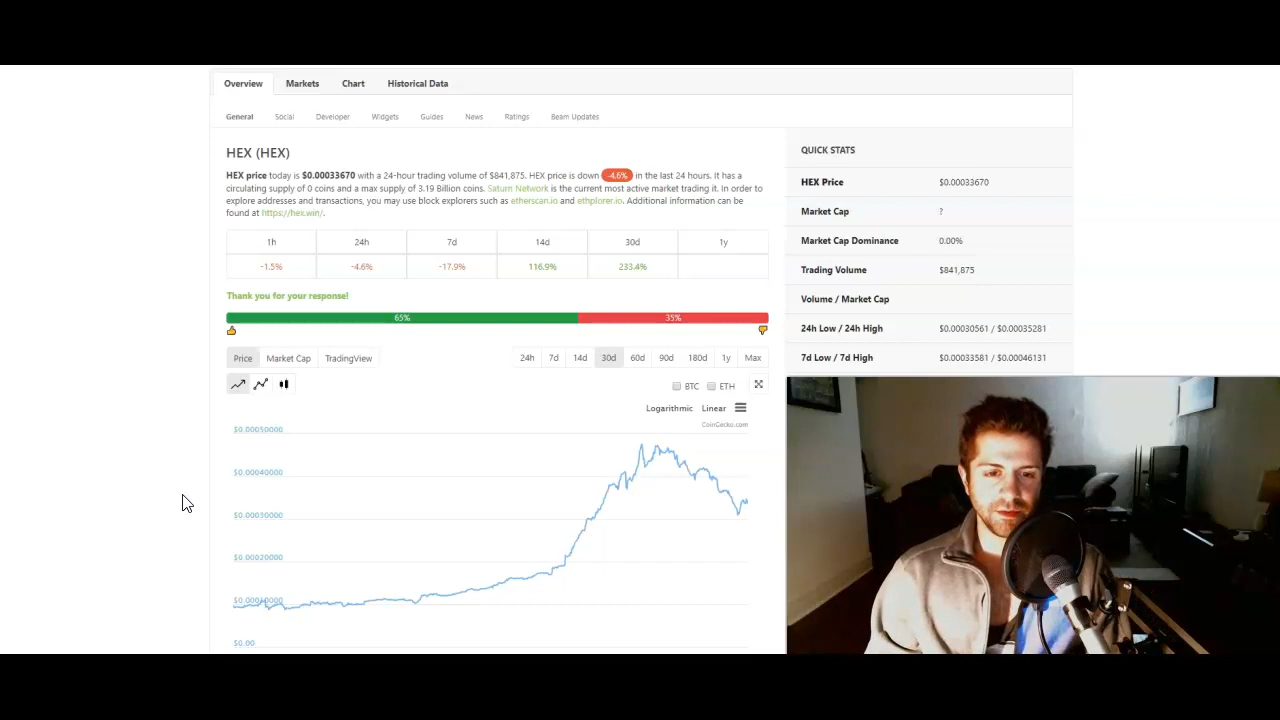 Overview Markets Chart Historical Data
General Social Developer Widgets Guides News Ratings Beam Updates
HEX (HEX)
HEX price today is $0.00033670 with a 24-hour trading volume of $841,875. HEX price is down -4.6% in the last 24 hours. It has a
circulating supply of 0 coins and a max supply of 3.19 Billion coins. Saturn Network is the current most active market trading it. In order to
explore addresses and transactions, you may use block explorers such as etherscan.io and ethplorer.io. Additional information can be
found at https://hex.win/.
1h 24h 7d 14d 30d 1y
-1.5% -4.6% -17.9% 116.9% 233.4%
Thank you for your response!
65% 35%
Price Market Cap TradingView 24h 7d 14d 30d 60d 90d 180d 1y Max
BTC ETH
Logarithmic Linear
CoinGecko.com
$0.00050000
$0.00040000
$0.00030000
$0.00020000
$0.00010000
$0.00
QUICK STATS
HEX Price $0.00033670
Market Cap ?
Market Cap Dominance 0.00%
Trading Volume $841,875
Volume / Market Cap
24h Low / 24h High $0.00030561 / $0.00035281
7d Low / 7d High $0.00033581 / $0.00046131